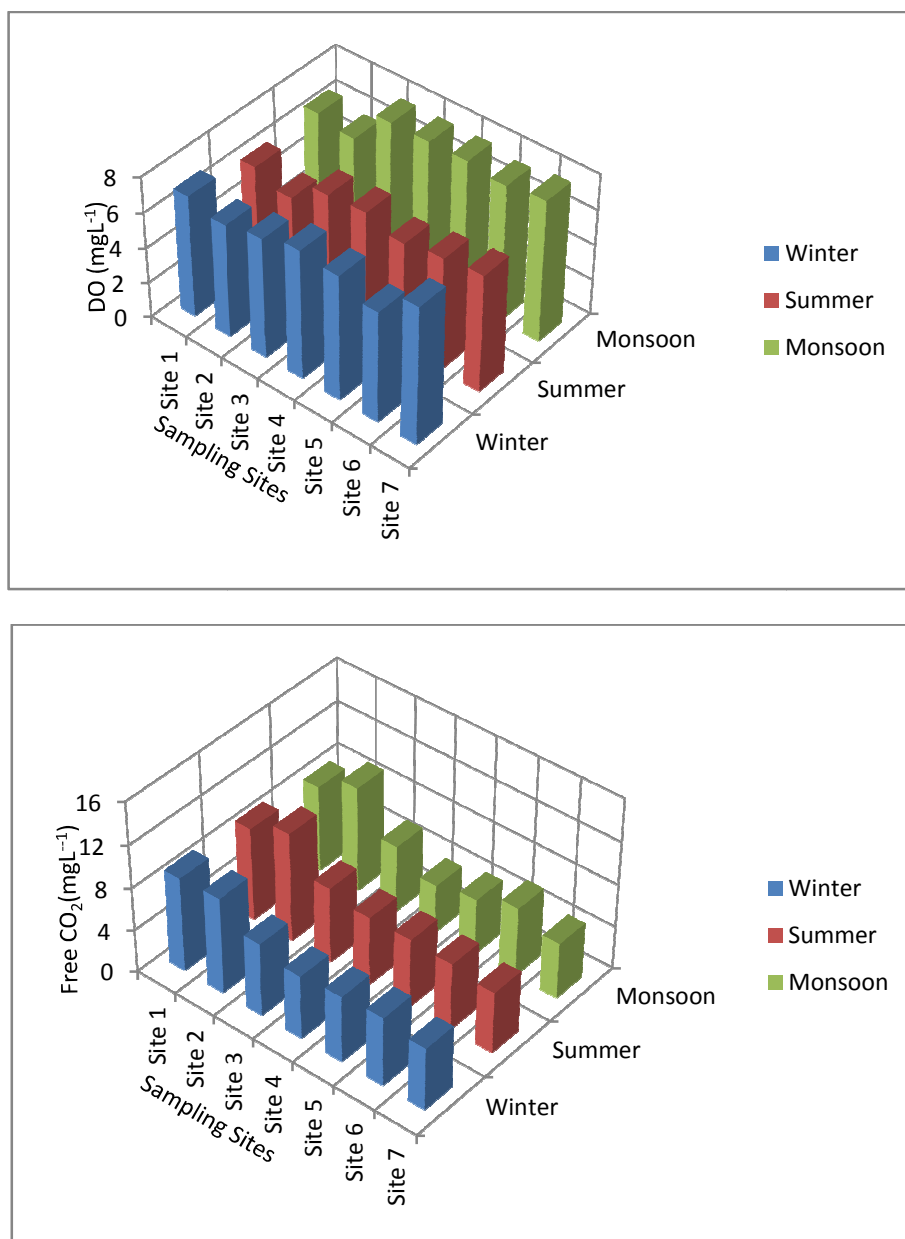 8
6
4
2
0
DO (mgL⁻¹)
Site 1
Site 2
Site 3
Site 4
Site 5
Site 6
Site 7
Sampling Sites
Winter
Summer
Monsoon
Winter
Summer
Monsoon
16
12
8
4
0
Free CO₂(mgL⁻¹)
Site 1
Site 2
Site 3
Site 4
Site 5
Site 6
Site 7
Sampling Sites
Winter
Summer
Monsoon
Winter
Summer
Monsoon